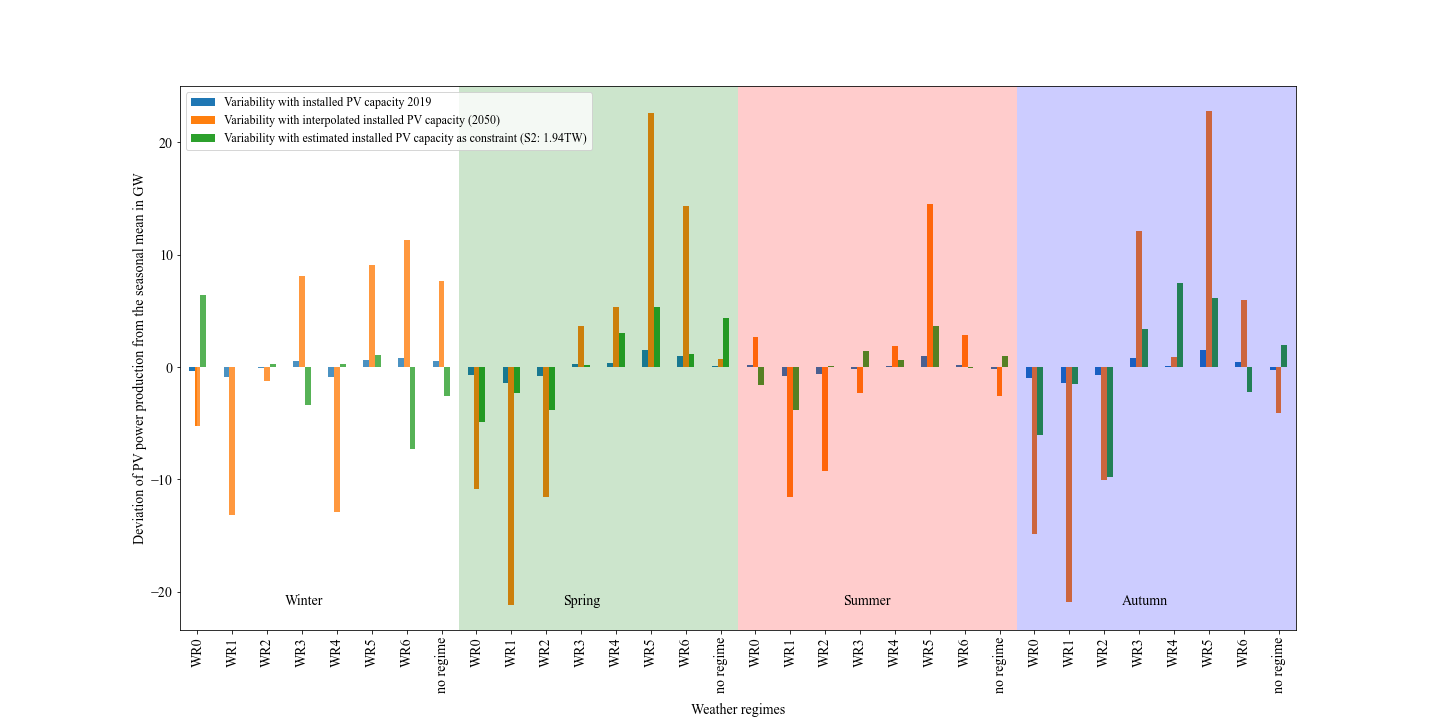 Variability with installed PV capacity 2019
Variability with interpolated installed PV capacity (2050)
Variability with estimated installed PV capacity as constraint (S2: 1.94TW)
Deviation of PV power production from the seasonal mean in GW
20
10
0
−10
−20
Winter
Spring
Summer
Autumn
WR0
WR1
WR2
WR3
WR4
WR5
WR6
no regime
WR0
WR1
WR2
WR3
WR4
WR5
WR6
no regime
WR0
WR1
WR2
WR3
WR4
WR5
WR6
no regime
WR0
WR1
WR2
WR3
WR4
WR5
WR6
no regime
Weather regimes